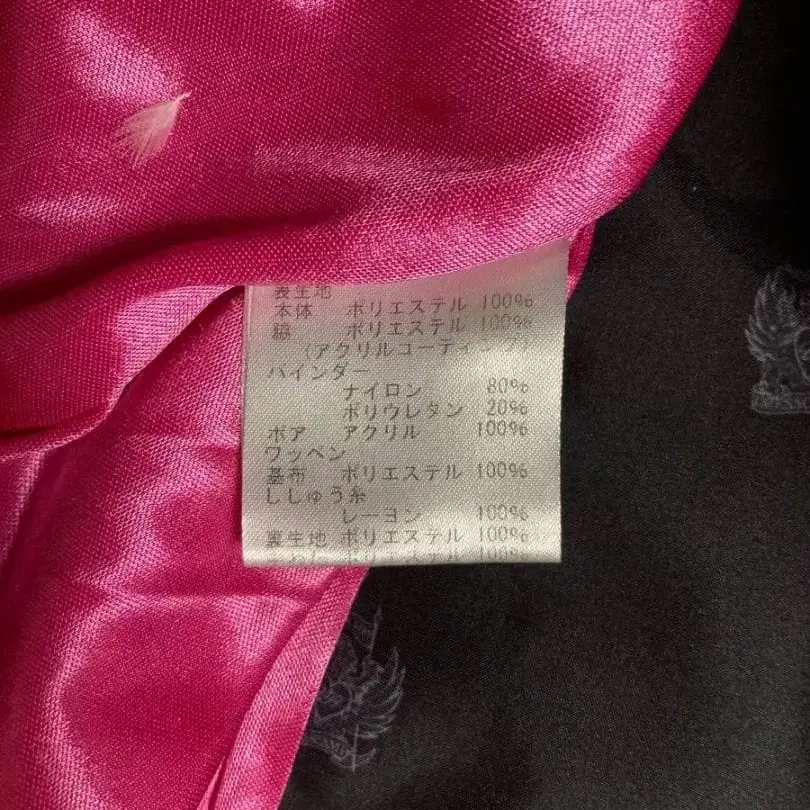 表生地
本体 ポリエステル 100%
脇 ポリエステル 100%
(アクリルコーティング)
バインダー
ナイロン 80%
ポリウレタン 20%
ボア アクリル 100%
ワッペン
基布 ポリエステル 100%
ししゅう糸
レーヨン 100%
裏生地 ポリエステル 100%
100%